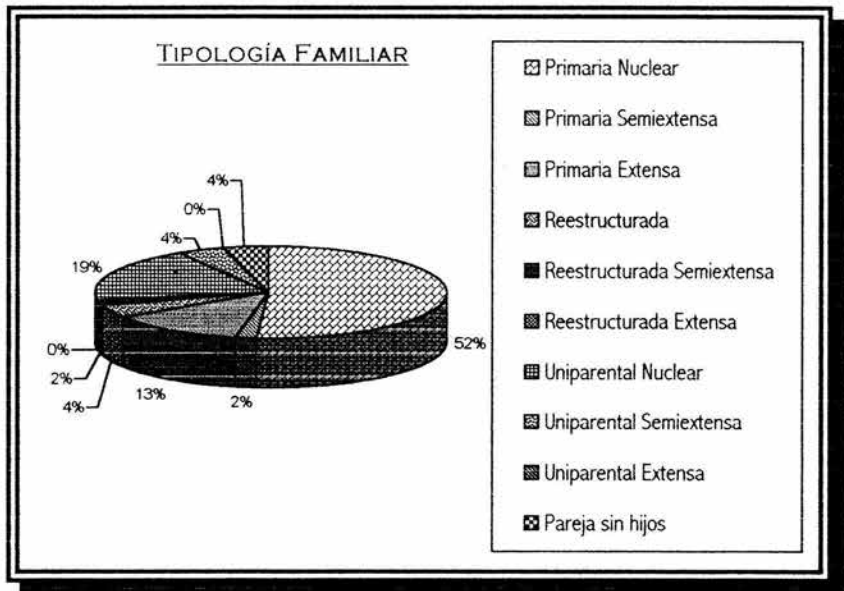 TIPOLOGÍA FAMILIAR
4%
0%
4%
19%
0%
2%
4%
13%
2%
52%
Primaria Nuclear
Primaria Semiextensa
Primaria Extensa
Reestructurada
Reestructurada Semiextensa
Reestructurada Extensa
Uniparental Nuclear
Uniparental Semiextensa
Uniparental Extensa
Pareja sin hijos